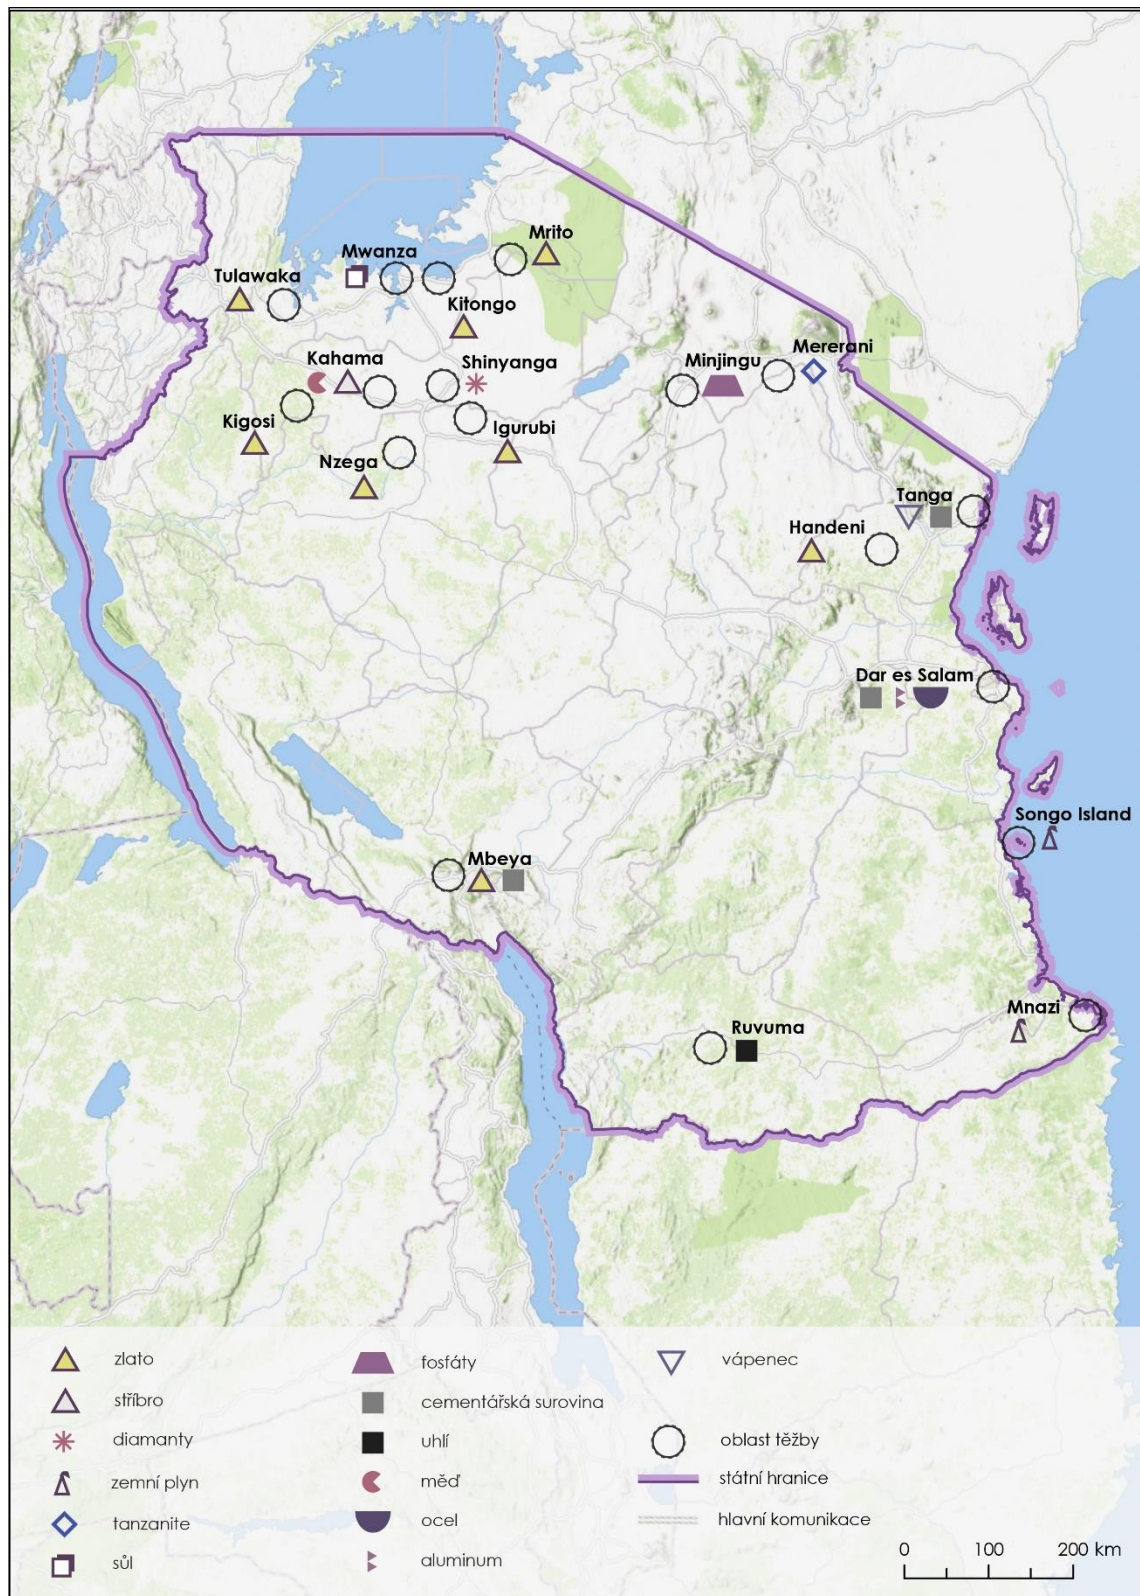 Mrito
Mwanza
Tulawaka
Kitongo
Kahama
Shinyanga
Minjingu
Mererani
Kigosi
Igurubi
Nzega
Tanga
Handeni
Dar es Salam
Songo Island
Mbeya
Mnazi
Ruvuma
zlato
stříbro
diamanty
zemní plyn
tanzanite
sůl
fosfáty
cementářská surovina
uhlí
měď
ocel
aluminum
vápenec
oblast těžby
státní hranice
hlavní komunikace
0 100 200 km